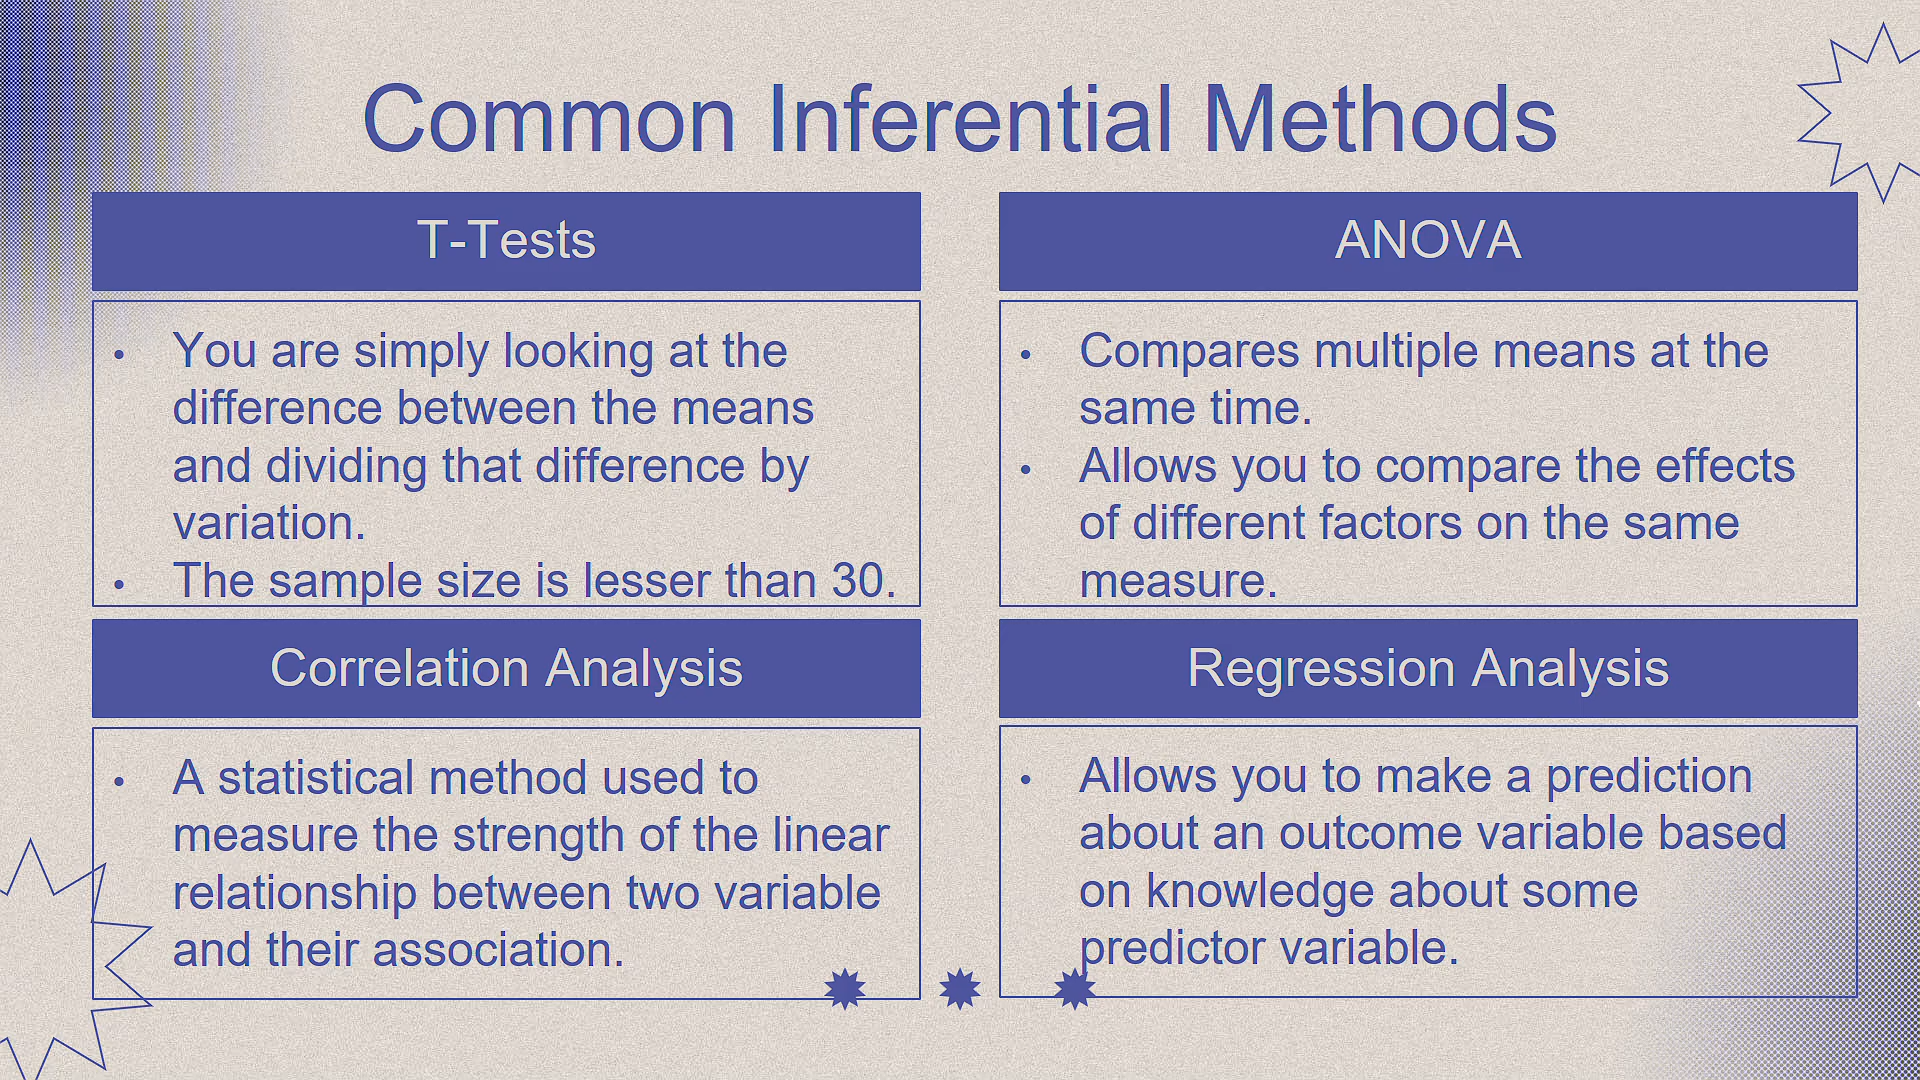 Common Inferential Methods
T-Tests
• You are simply looking at the
difference between the means
and dividing that difference by
variation.
• The sample size is lesser than 30.
ANOVA
• Compares multiple means at the
same time.
• Allows you to compare the effects
of different factors on the same
measure.
Correlation Analysis
• A statistical method used to
measure the strength of the linear
relationship between two variable
and their association.
Regression Analysis
• Allows you to make a prediction
about an outcome variable based
on knowledge about some
predictor variable.